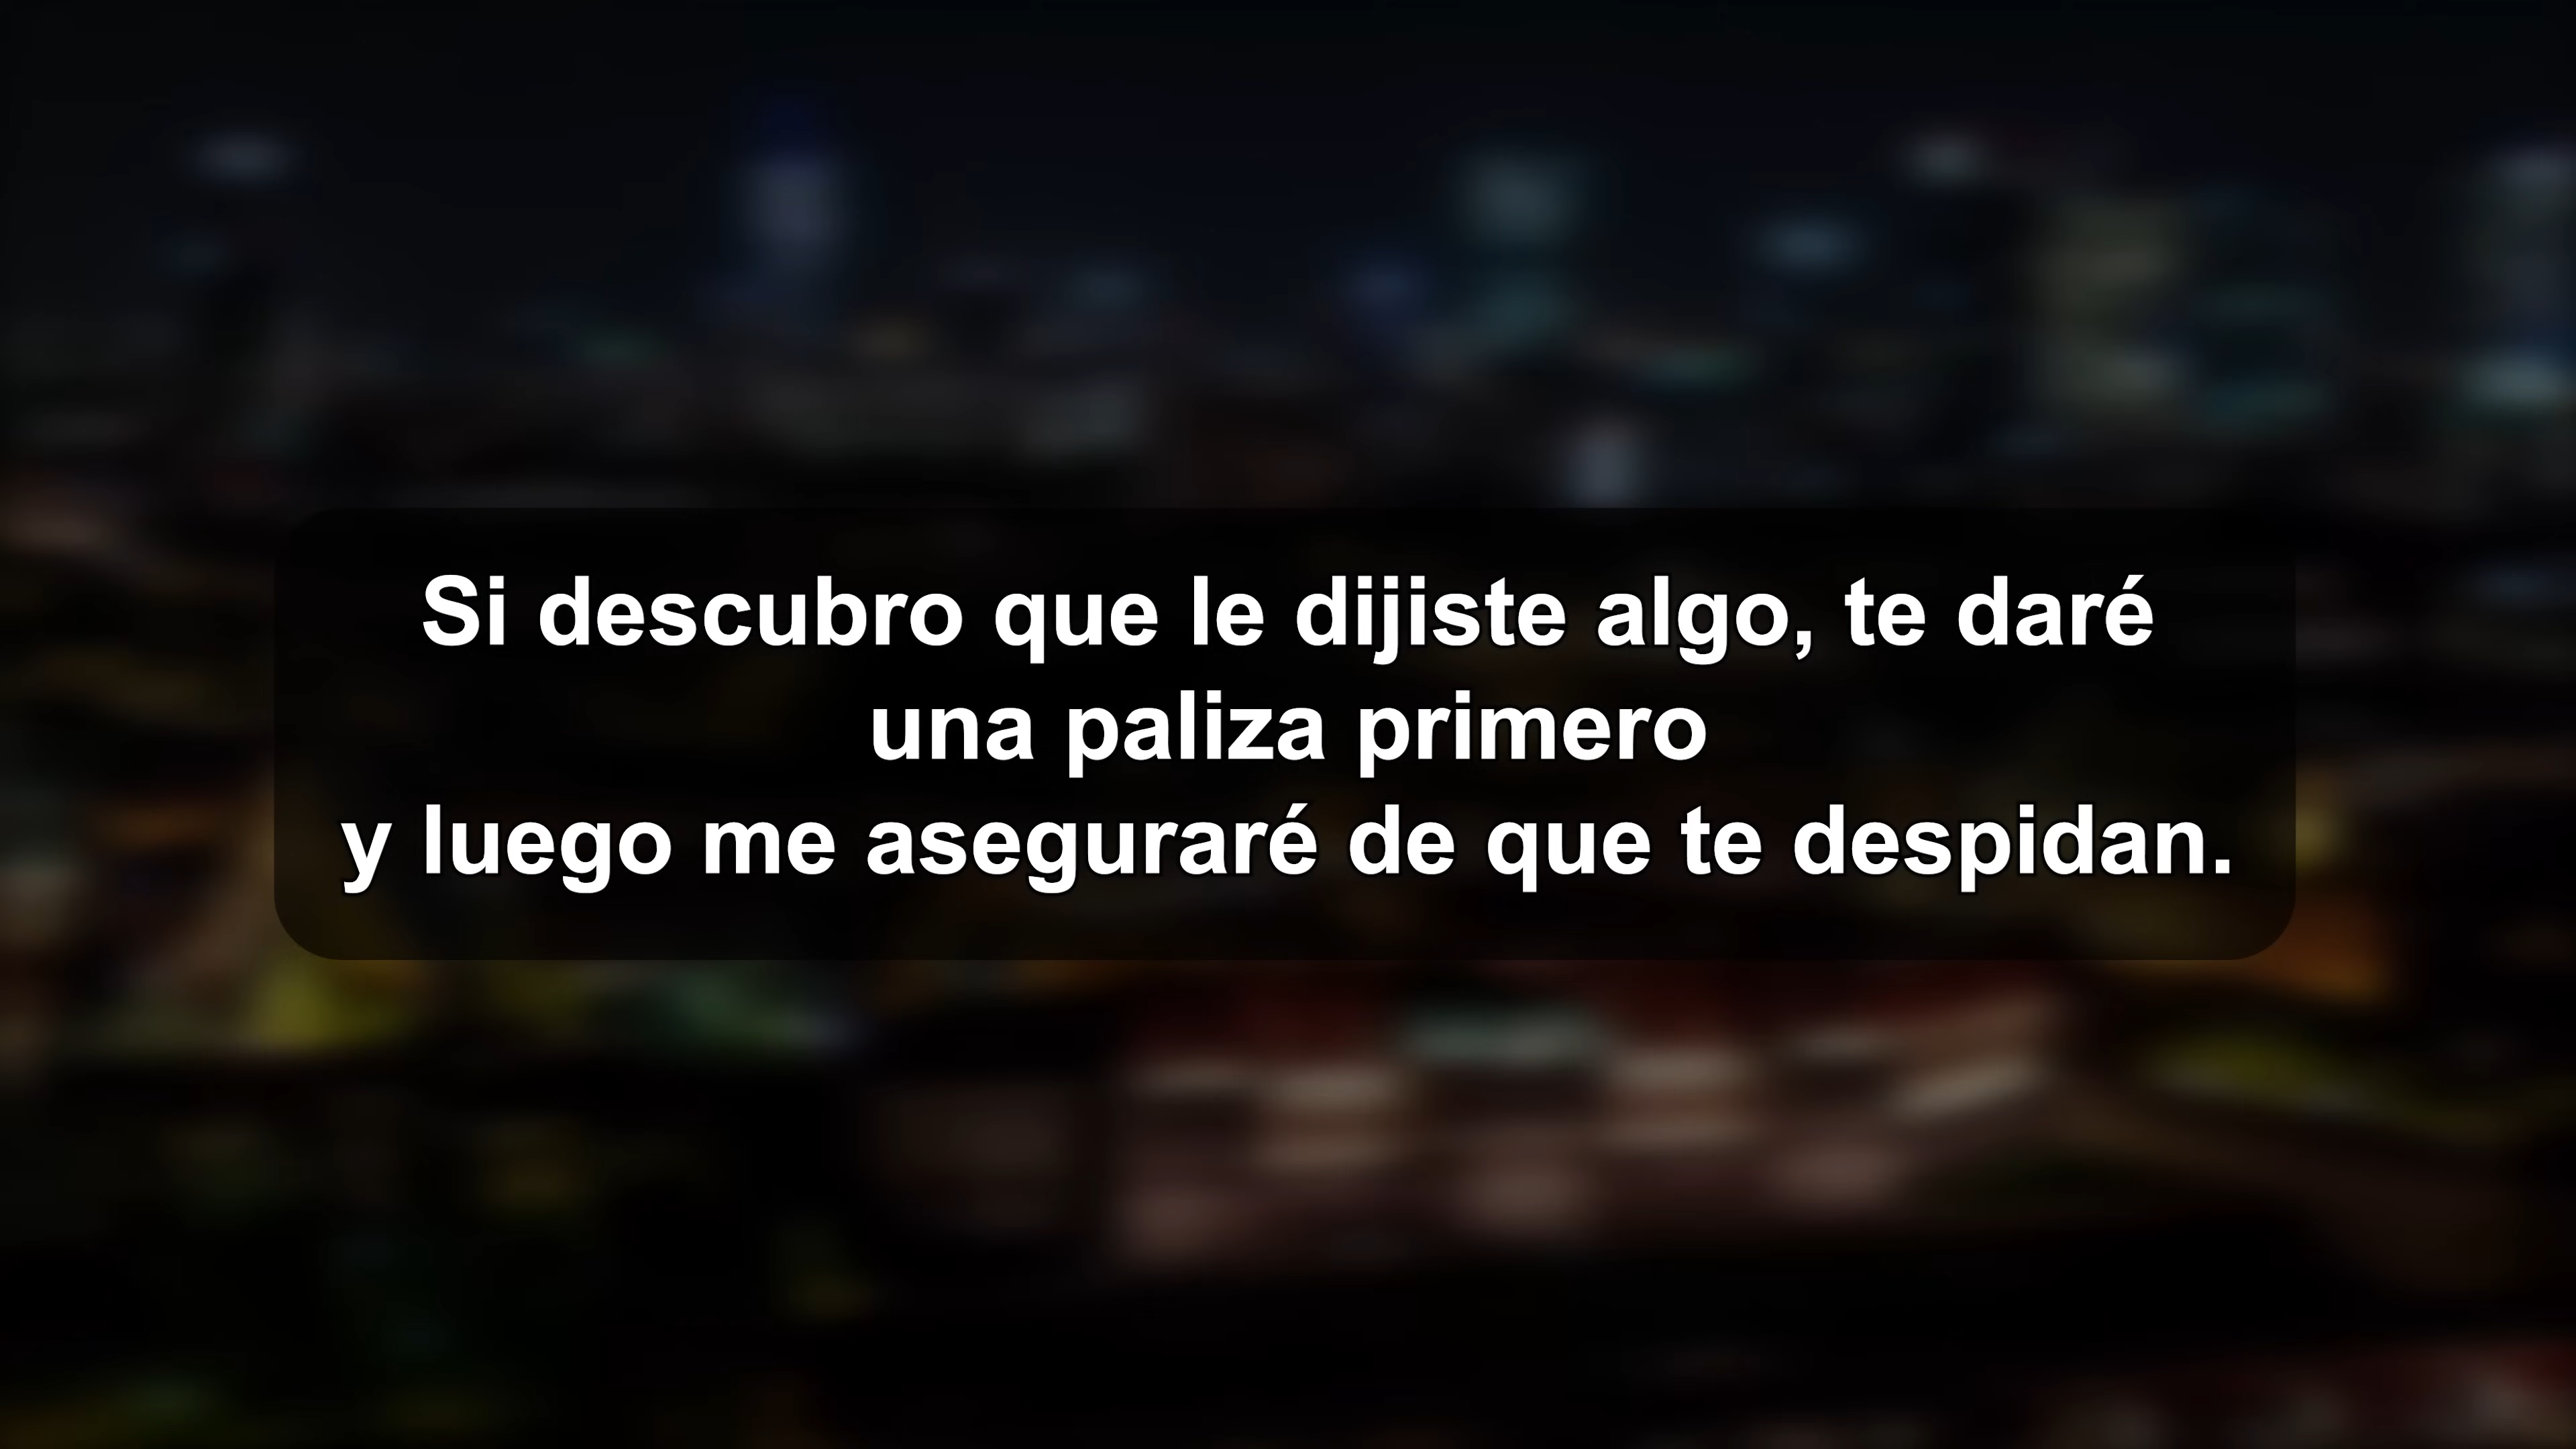 Si descubro que le dijiste algo, te daré
una paliza primero
y luego me aseguraré de que te despidan.